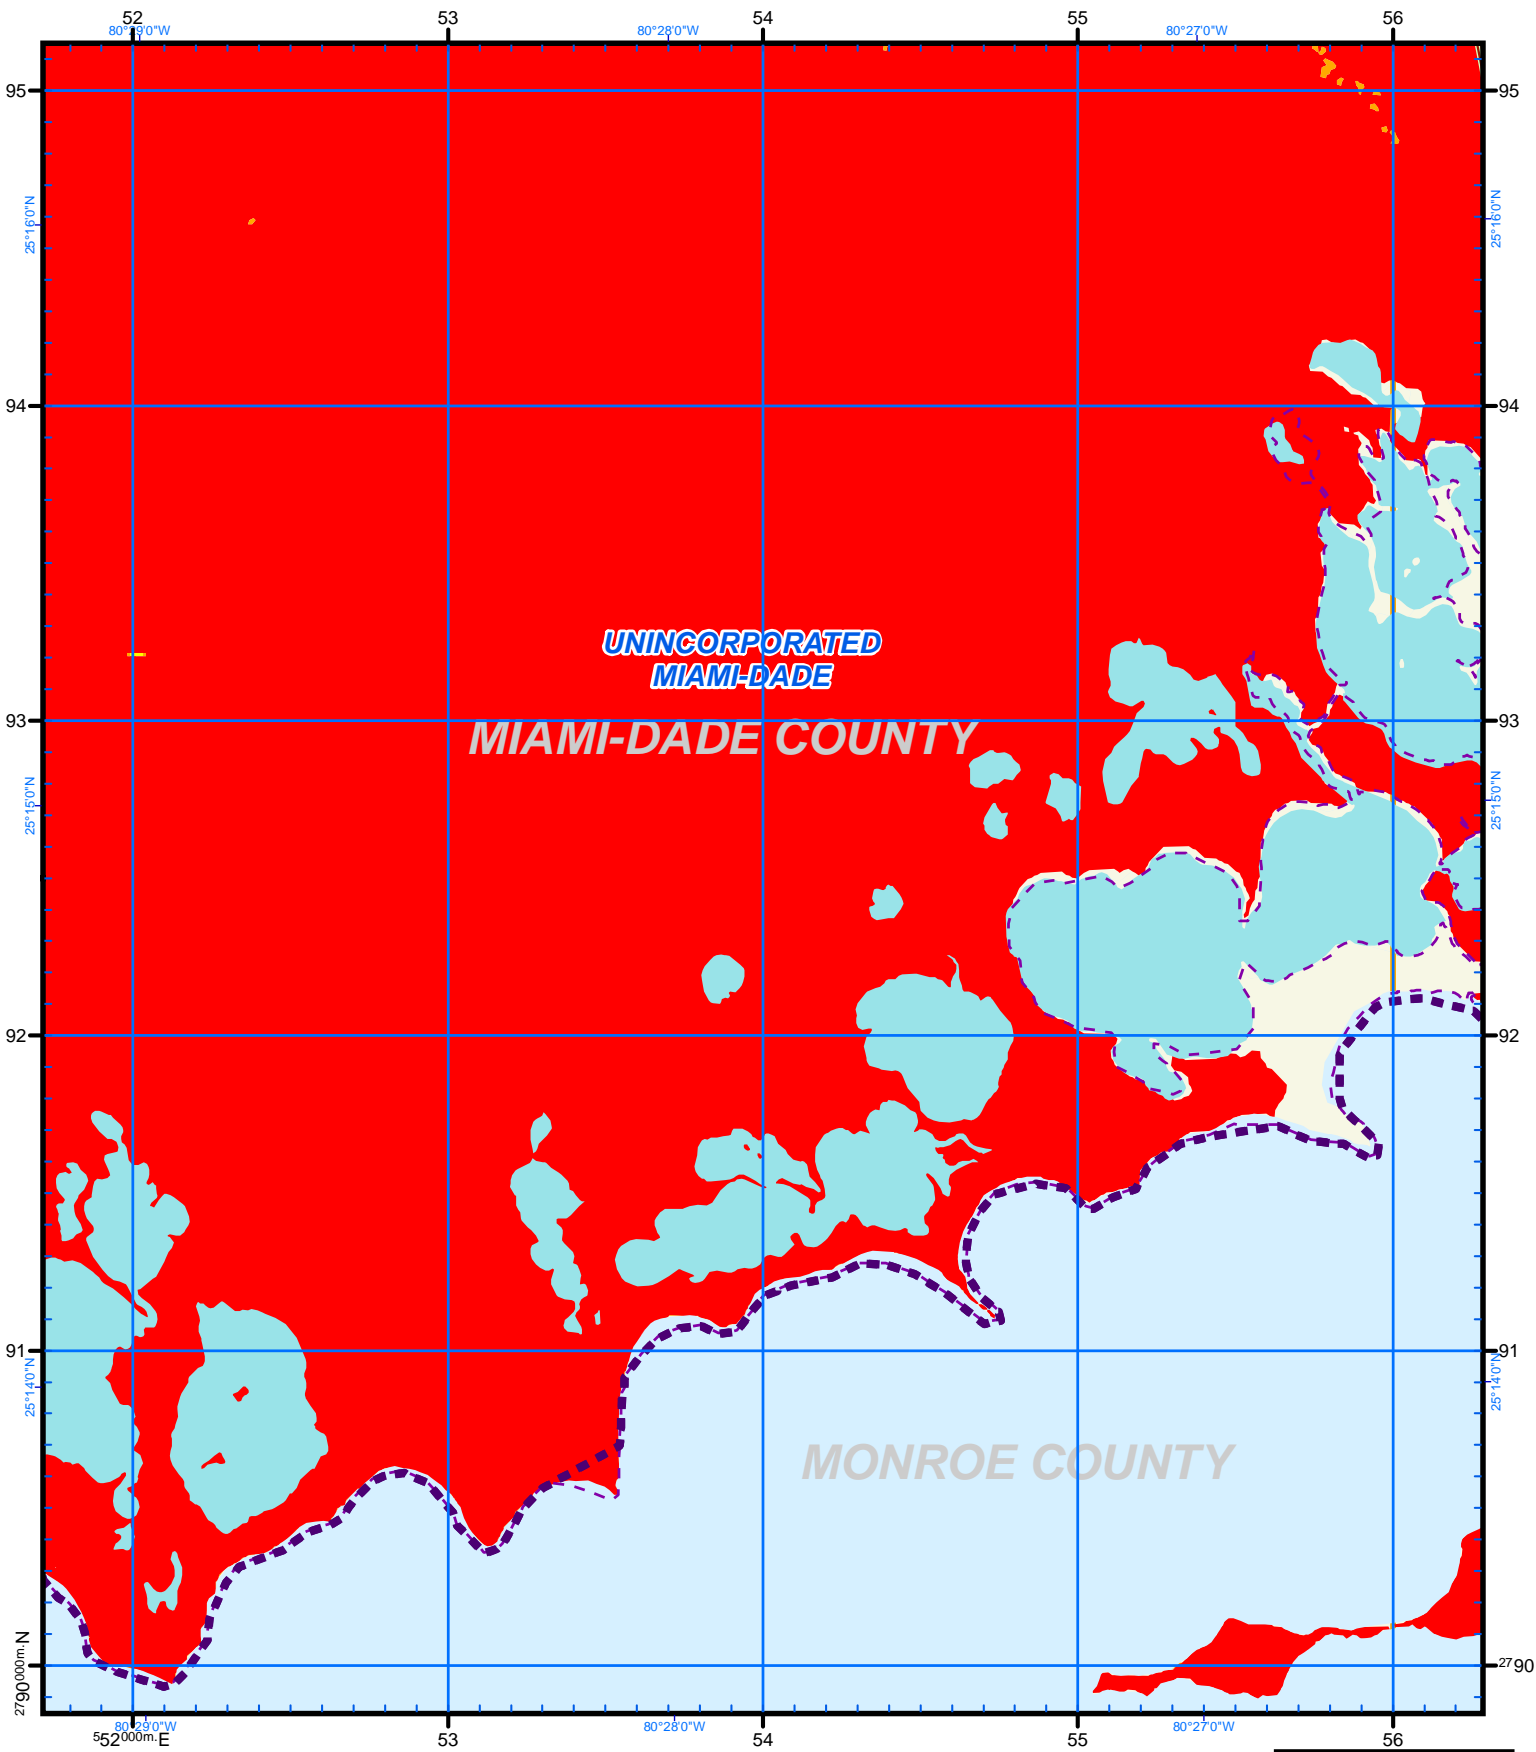 52 53 54 55 56
80°29'0"W 80°28'0"W 80°27'0"W
95 95
25°16'0"N 25°16'0"N
94 94
UNINCORPORATED
MIAMI-DADE
93 93
MIAMI-DADE COUNTY
25°15'0"N 25°15'0"N
92 92
91 91
25°14'0"N 25°14'0"N
MONROE COUNTY
2790000m.N 2790
80°29'0"W 80°28'0"W 80°27'0"W
552000m.E 53 54 55 56